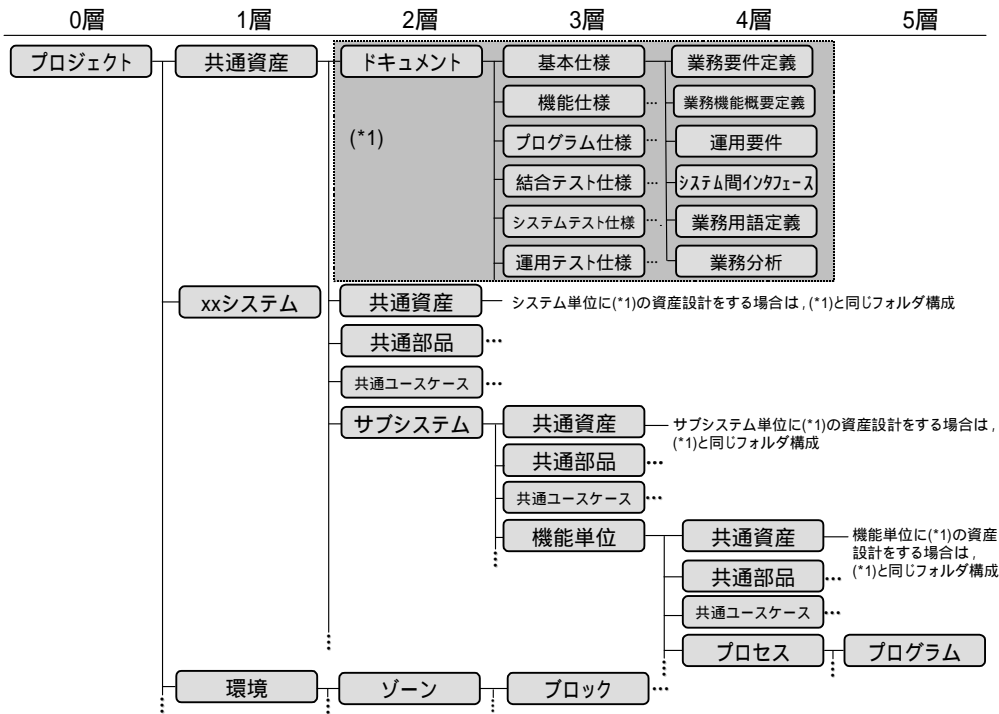 0層 1層 2層 3層 4層 5層
プロジェクト 共通資産 ドキュメント 基本仕様 業務要件定義
機能仕様 … 業務機能概要定義
(*1) プログラム仕様 … 運用要件
結合テスト仕様 … システム間インタフェース
システムテスト仕様 … 業務用語定義
運用テスト仕様 … 業務分析
xxシステム 共通資産 システム単位に(*1)の資産設計をする場合は,(*1)と同じフォルダ構成
共通部品 …
共通ユースケース …
サブシステム 共通資産 サブシステム単位に(*1)の資産設計をする場合は,
(*1)と同じフォルダ構成
共通部品 …
共通ユースケース …
機能単位 共通資産 機能単位に(*1)の資産
設計をする場合は,
(*1)と同じフォルダ構成
共通部品 …
共通ユースケース …
プロセス プログラム
環境 ゾーン ブロック …